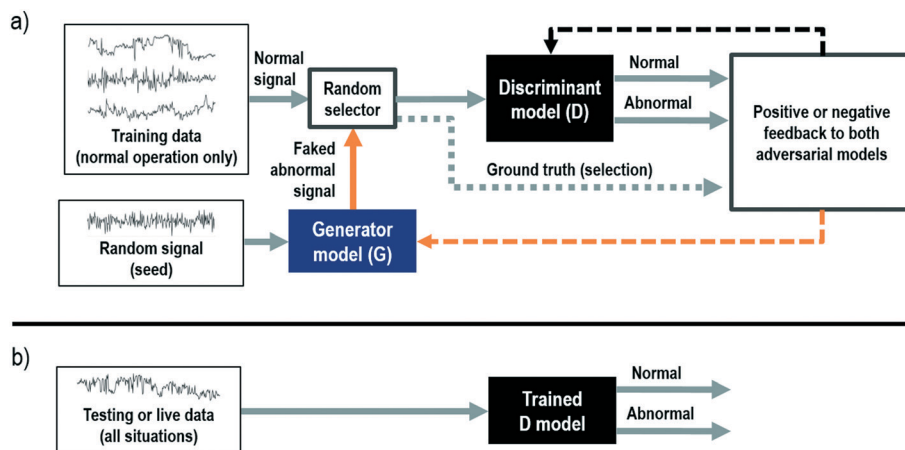 a)
Training data
(normal operation only)
Normal
signal
Random
selector
Discriminant
model (D)
Normal
Abnormal
Positive or negative
feedback to both
adversarial models
Ground truth (selection)
Faked
abnormal
signal
Random signal
(seed)
Generator
model (G)
b)
Testing or live data
(all situations)
Trained
D model
Normal
Abnormal